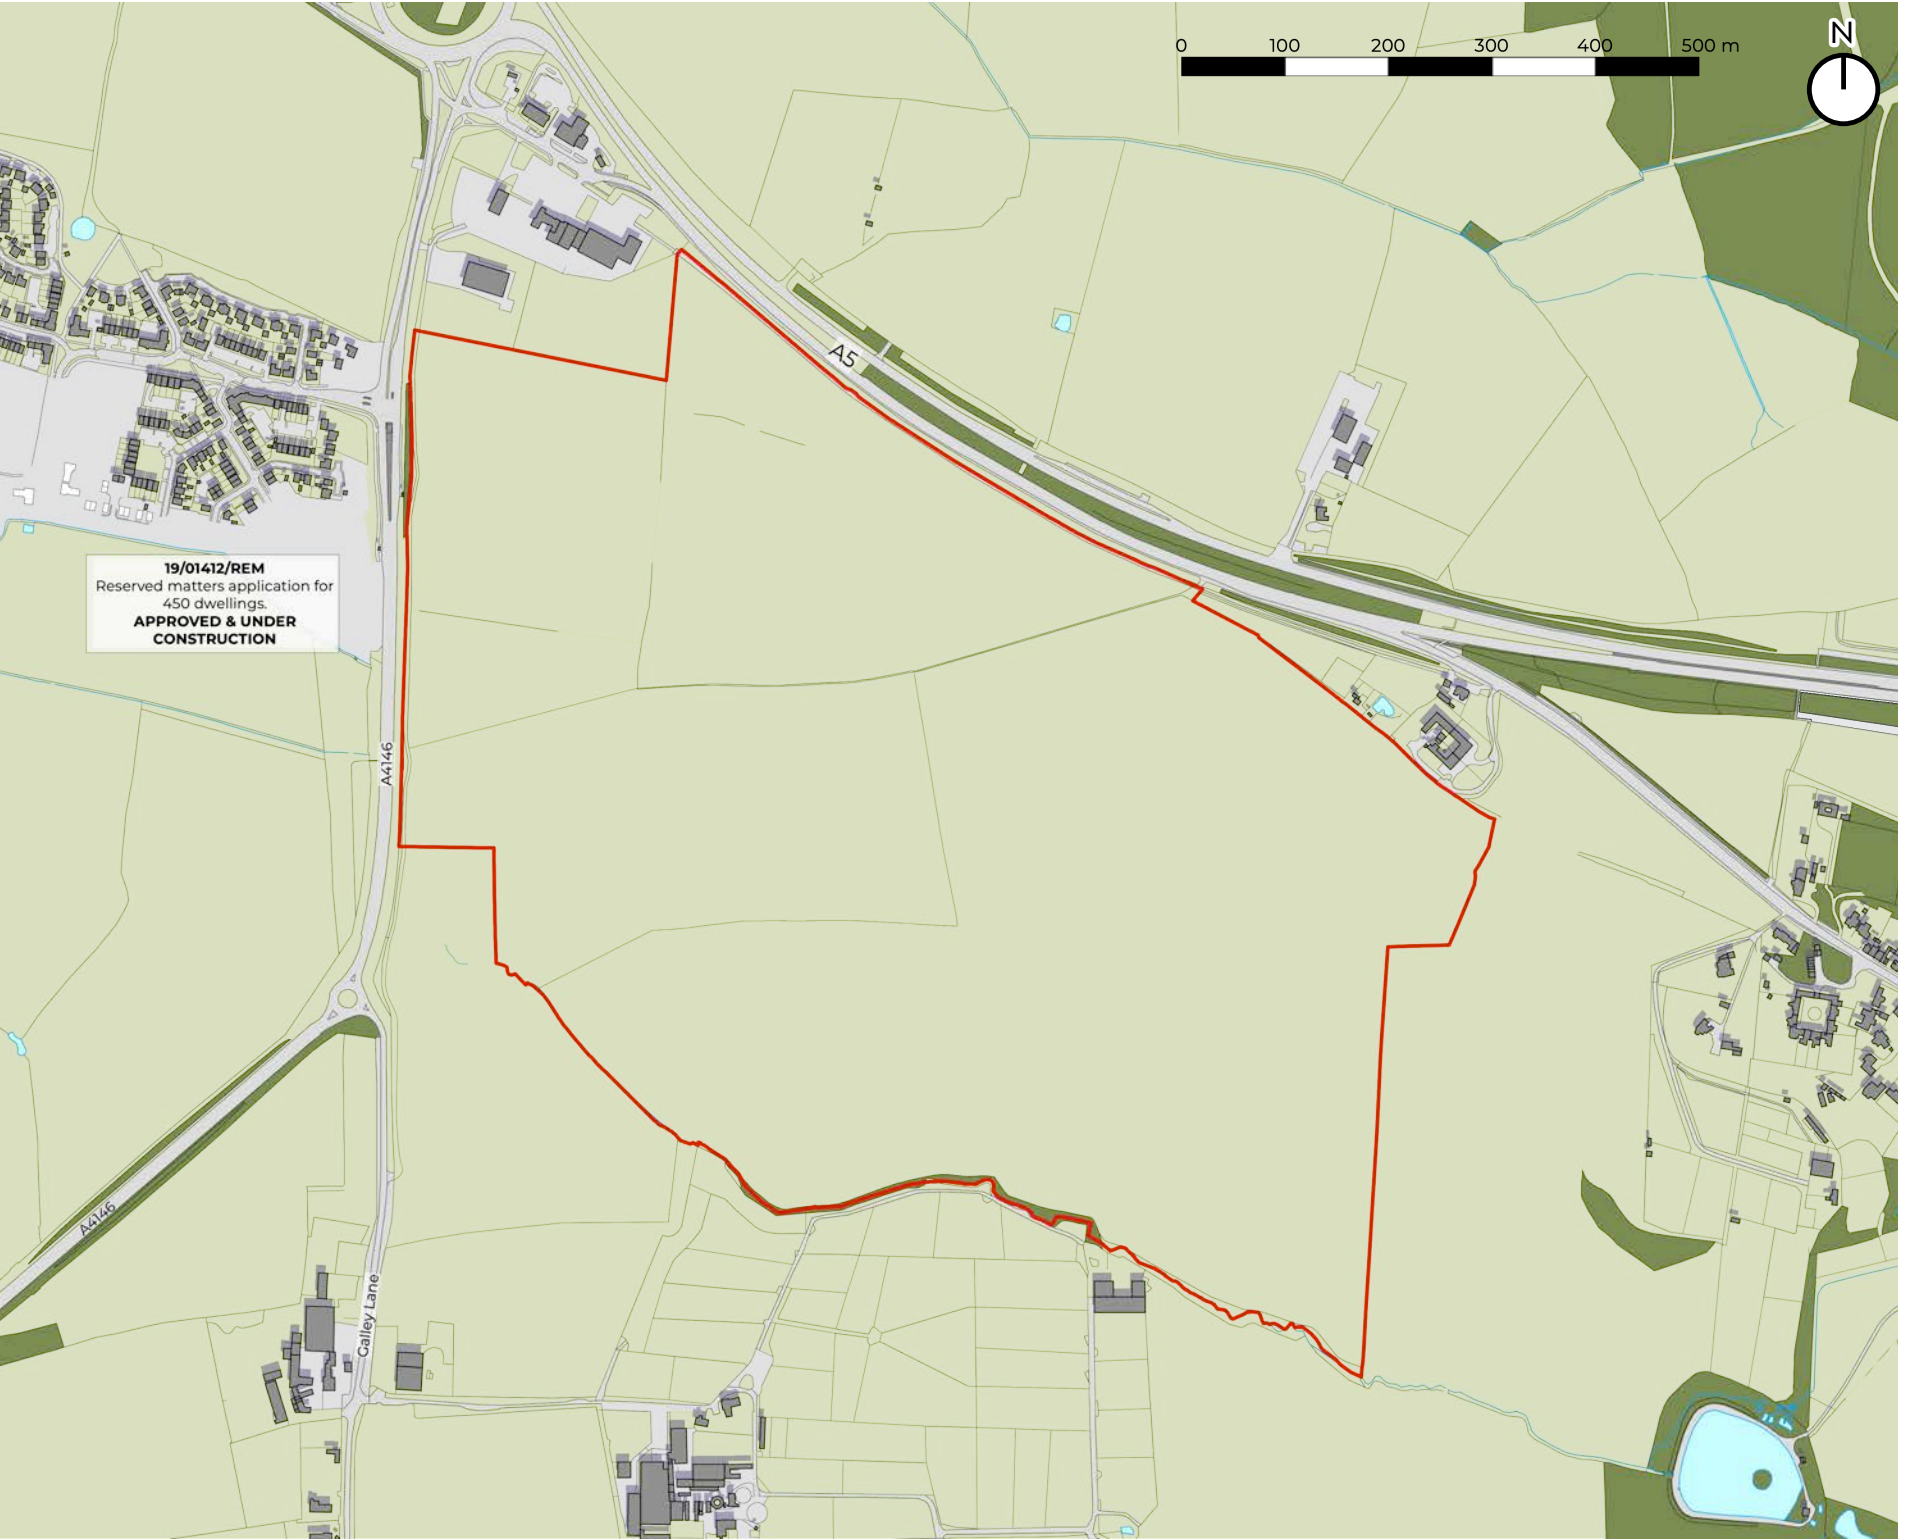 0 100 200 300 400 500 m
N
A5
19/01412/REM
Reserved matters application for
450 dwellings.
APPROVED & UNDER
CONSTRUCTION
A4146
A4146
Galley Lane